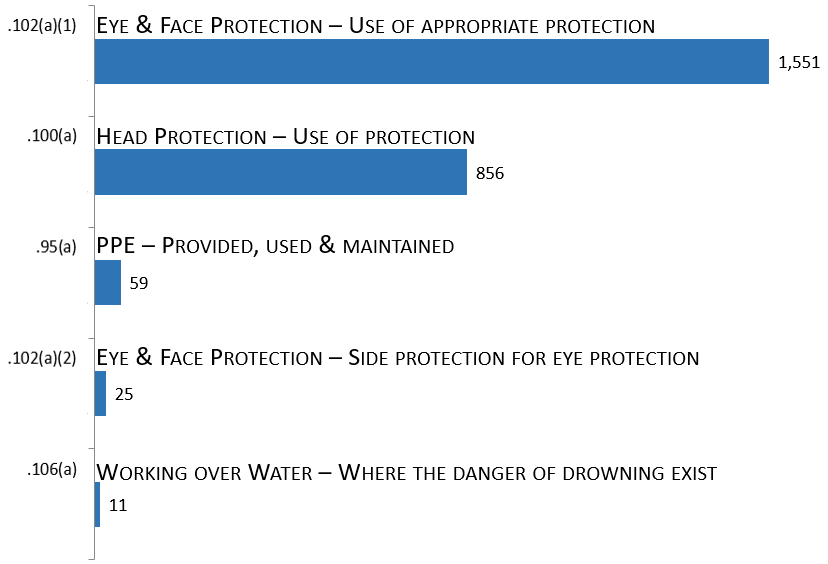 .102(a)(1) Eye & Face Protection – Use of appropriate protection
1,551
.100(a) Head Protection – Use of protection
856
.95(a) PPE – Provided, used & maintained
59
.102(a)(2) Eye & Face Protection – Side protection for eye protection
25
.106(a) Working over Water – Where the danger of drowning exist
11